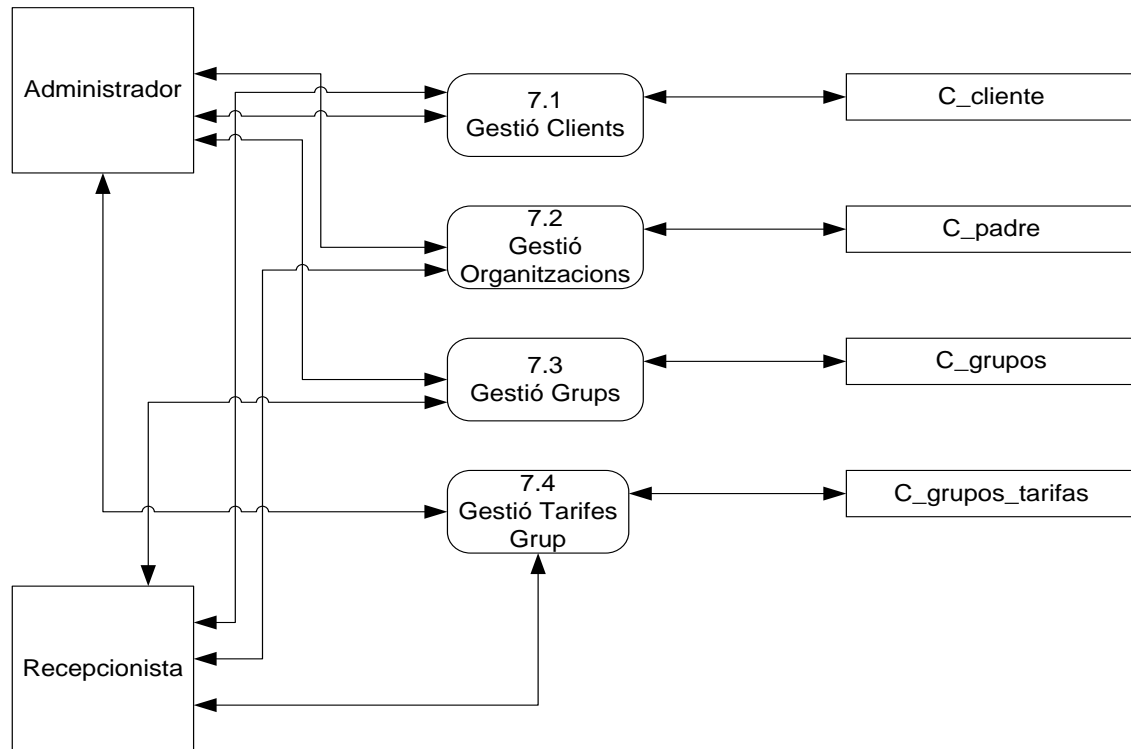 Administrador
7.1
Gestió Clients
C_cliente
7.2
Gestió
Organitzacions
C_padre
7.3
Gestió Grups
C_grupos
7.4
Gestió Tarifes
Grup
C_grupos_tarifas
Recepcionista